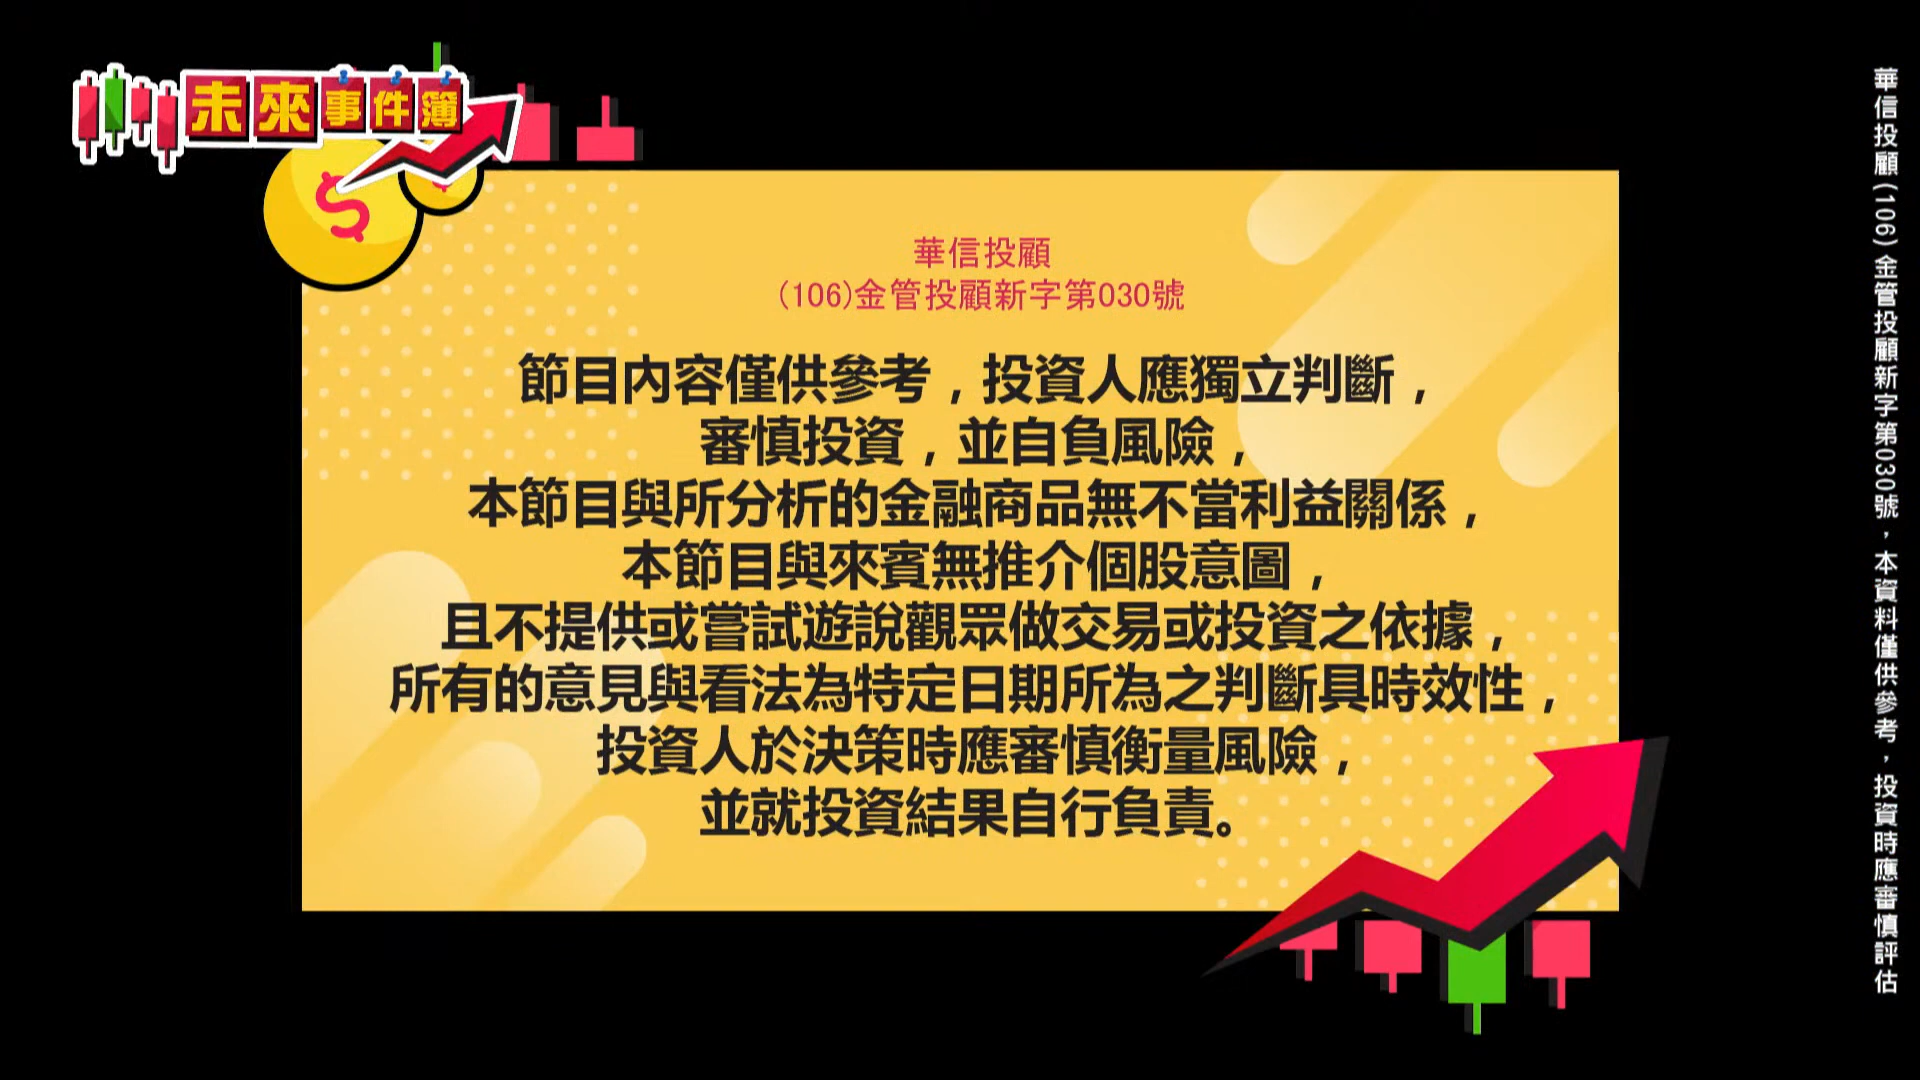 未來事件簿
華信投顧
(106)金管投顧新字第030號
節目內容僅供參考，投資人應獨立判斷，
審慎投資，並自負風險，
本節目與所分析的金融商品無不當利益關係，
本節目與來賓無推介個股意圖，
且不提供或嘗試遊說觀眾做交易或投資之依據，
所有的意見與看法為特定日期所為之判斷具時效性，
投資人於決策時應審慎衡量風險，
並就投資結果自行負責。
華信投顧(106)金管投顧新字第030號，本資料僅供參考，投資時應審慎評估